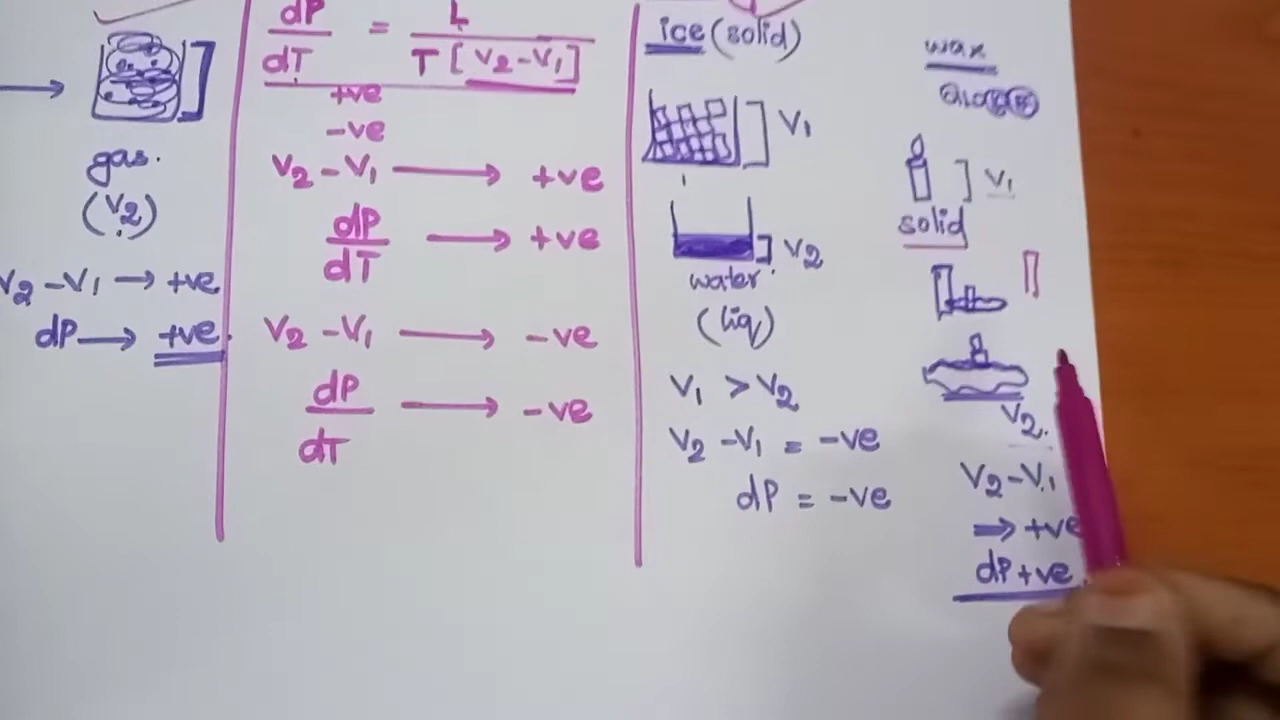 gas.
(V2)
V2 - V1 → +ve
dP → +ve
dP/dT = L / T [V2 - V1]
+ve
-ve
V2 - V1 → +ve
dP/dT → +ve
V2 - V1 → -ve
dP/dT → -ve
ice (solid)
V1
V2
water
(liq)
V1 > V2
V2 - V1 = -ve
dP = -ve
wax
V1
solid
V2.
V2 - V1
⇒ +ve
dP +ve